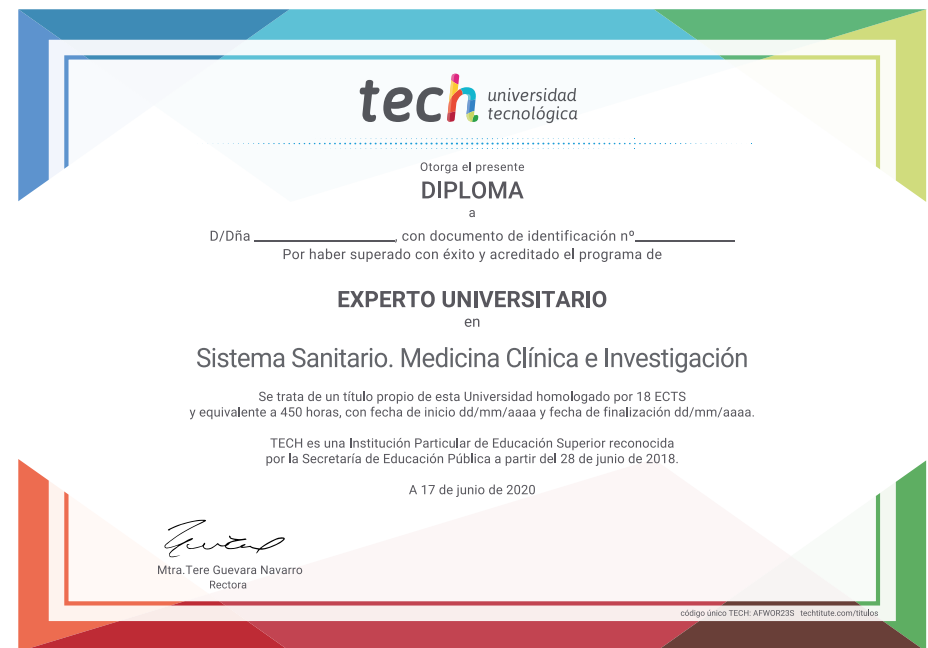 tech universidad
tecnológica
Otorga el presente
DIPLOMA
a
D/Dña ____________, con documento de identificación nº____________
Por haber superado con éxito y acreditado el programa de
EXPERTO UNIVERSITARIO
en
Sistema Sanitario. Medicina Clínica e Investigación
Se trata de un título propio de esta Universidad homologado por 18 ECTS
y equivalente a 450 horas, con fecha de inicio dd/mm/aaaa y fecha de finalización dd/mm/aaaa.
TECH es una Institución Particular de Educación Superior reconocida
por la Secretaría de Educación Pública a partir del 28 de junio de 2018.
A 17 de junio de 2020
Mtra.Tere Guevara Navarro
Rectora
código único TECH: AFWOR23S techtitute.com/titulos